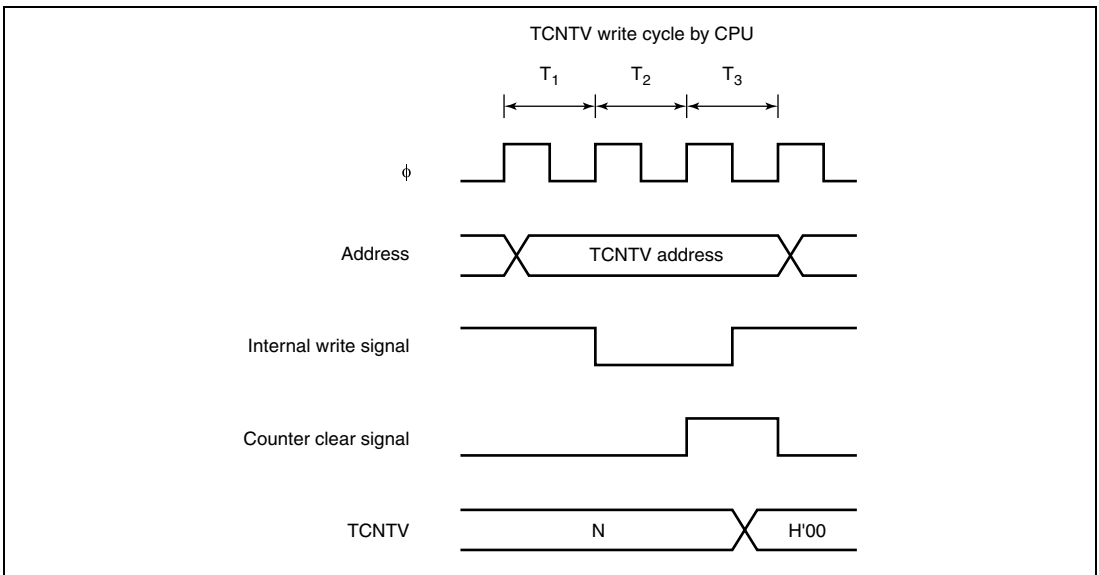 TCNTV write cycle by CPU
T1 T2 T3
ϕ
Address TCNTV address
Internal write signal
Counter clear signal
TCNTV N H'00